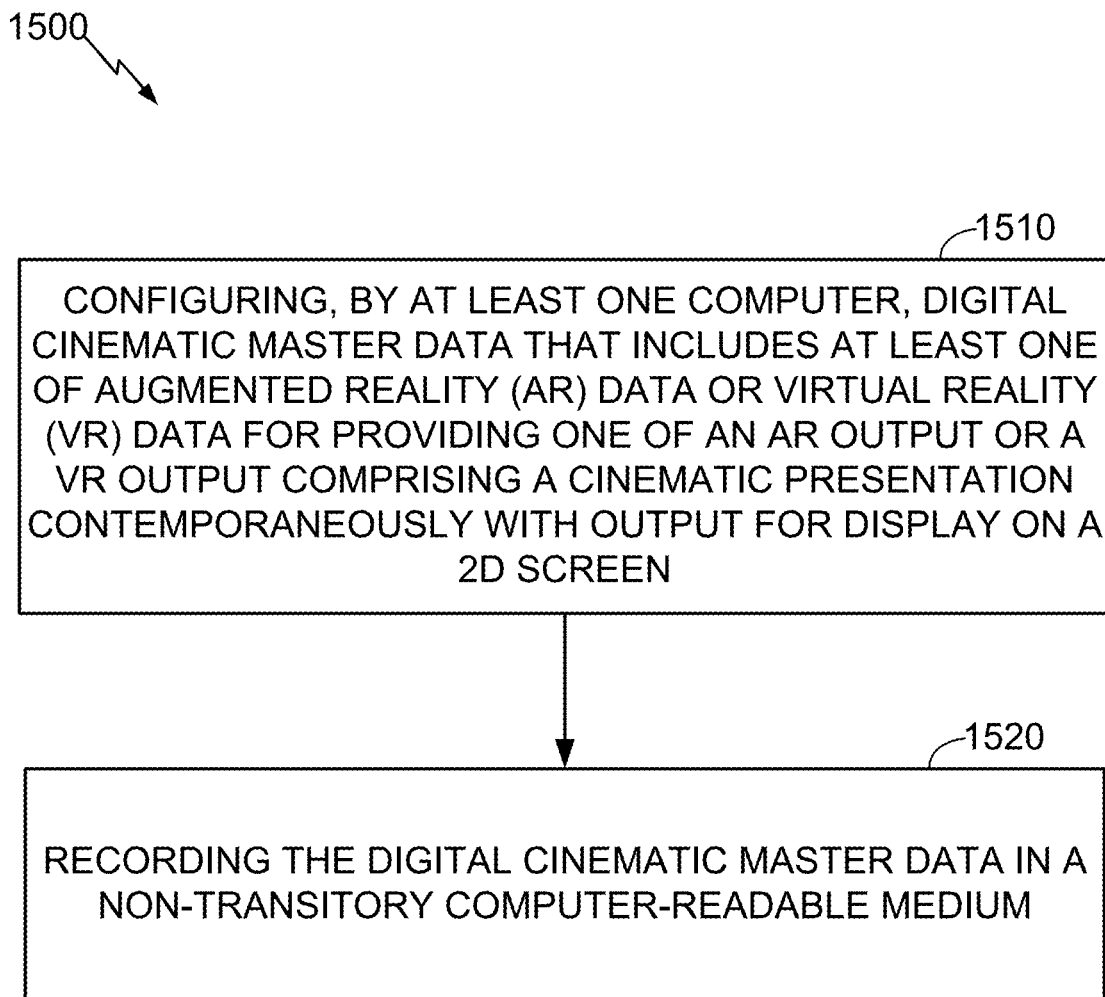 1500
1510
CONFIGURING, BY AT LEAST ONE COMPUTER, DIGITAL
CINEMATIC MASTER DATA THAT INCLUDES AT LEAST ONE
OF AUGMENTED REALITY (AR) DATA OR VIRTUAL REALITY
(VR) DATA FOR PROVIDING ONE OF AN AR OUTPUT OR A
VR OUTPUT COMPRISING A CINEMATIC PRESENTATION
CONTEMPORANEOUSLY WITH OUTPUT FOR DISPLAY ON A
2D SCREEN
1520
RECORDING THE DIGITAL CINEMATIC MASTER DATA IN A
NON-TRANSITORY COMPUTER-READABLE MEDIUM